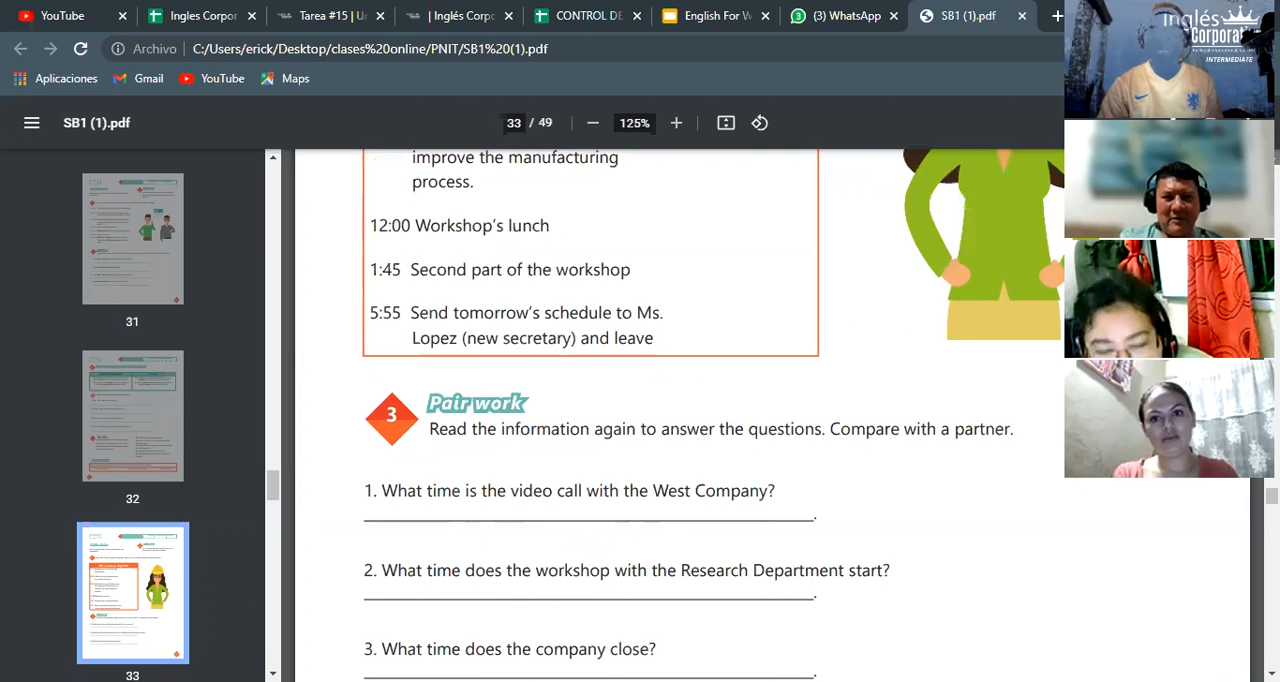 YouTube
Ingles Corpor
Tarea #15 | Ur
| Inglés Corpo
CONTROL DE
English For W
(3) WhatsApp
SB1 (1).pdf
Archivo C:/Users/erick/Desktop/clases%20online/PNIT/SB1%20(1).pdf
Aplicaciones Gmail YouTube Maps
SB1 (1).pdf
33 / 49
125%
31
32
33
improve the manufacturing
process.
12:00 Workshop's lunch
1:45 Second part of the workshop
5:55 Send tomorrow's schedule to Ms.
Lopez (new secretary) and leave
3 Pair work
Read the information again to answer the questions. Compare with a partner.
1. What time is the video call with the West Company?
2. What time does the workshop with the Research Department start?
3. What time does the company close?
Inglés
Corporati
INTERMEDIATE